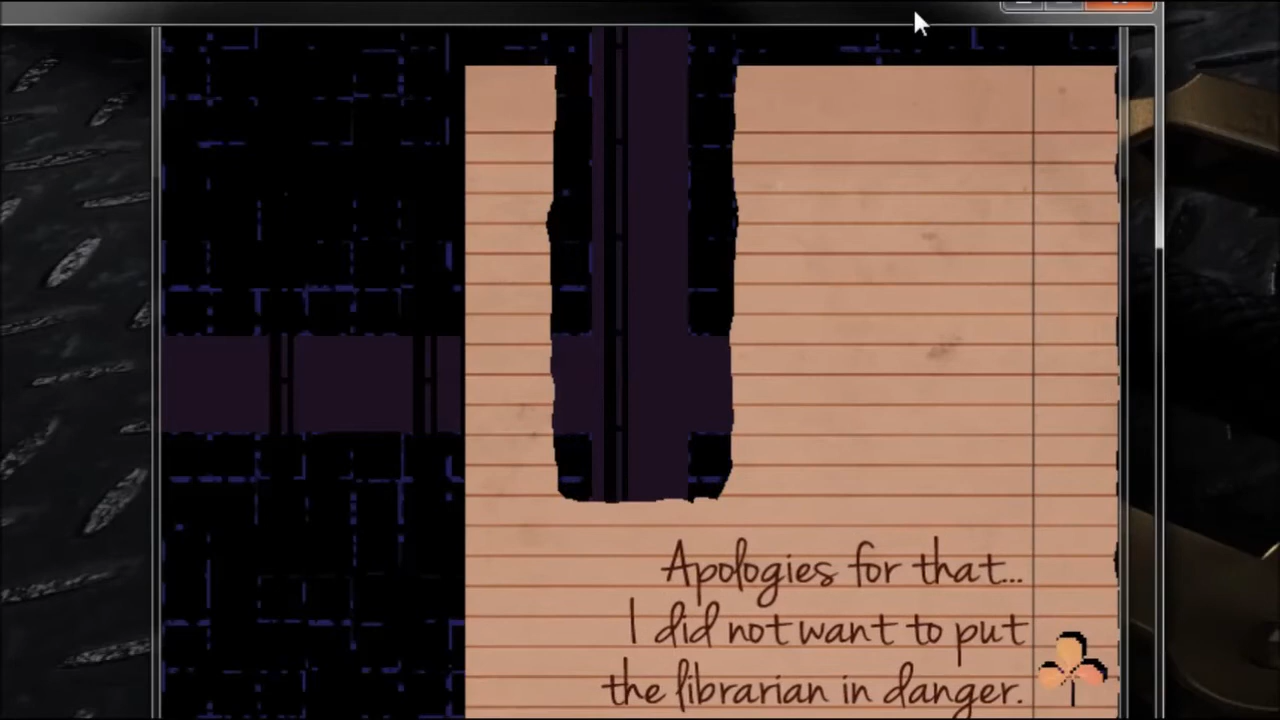 Apologies for that...
I did not want to put
the librarian in danger.